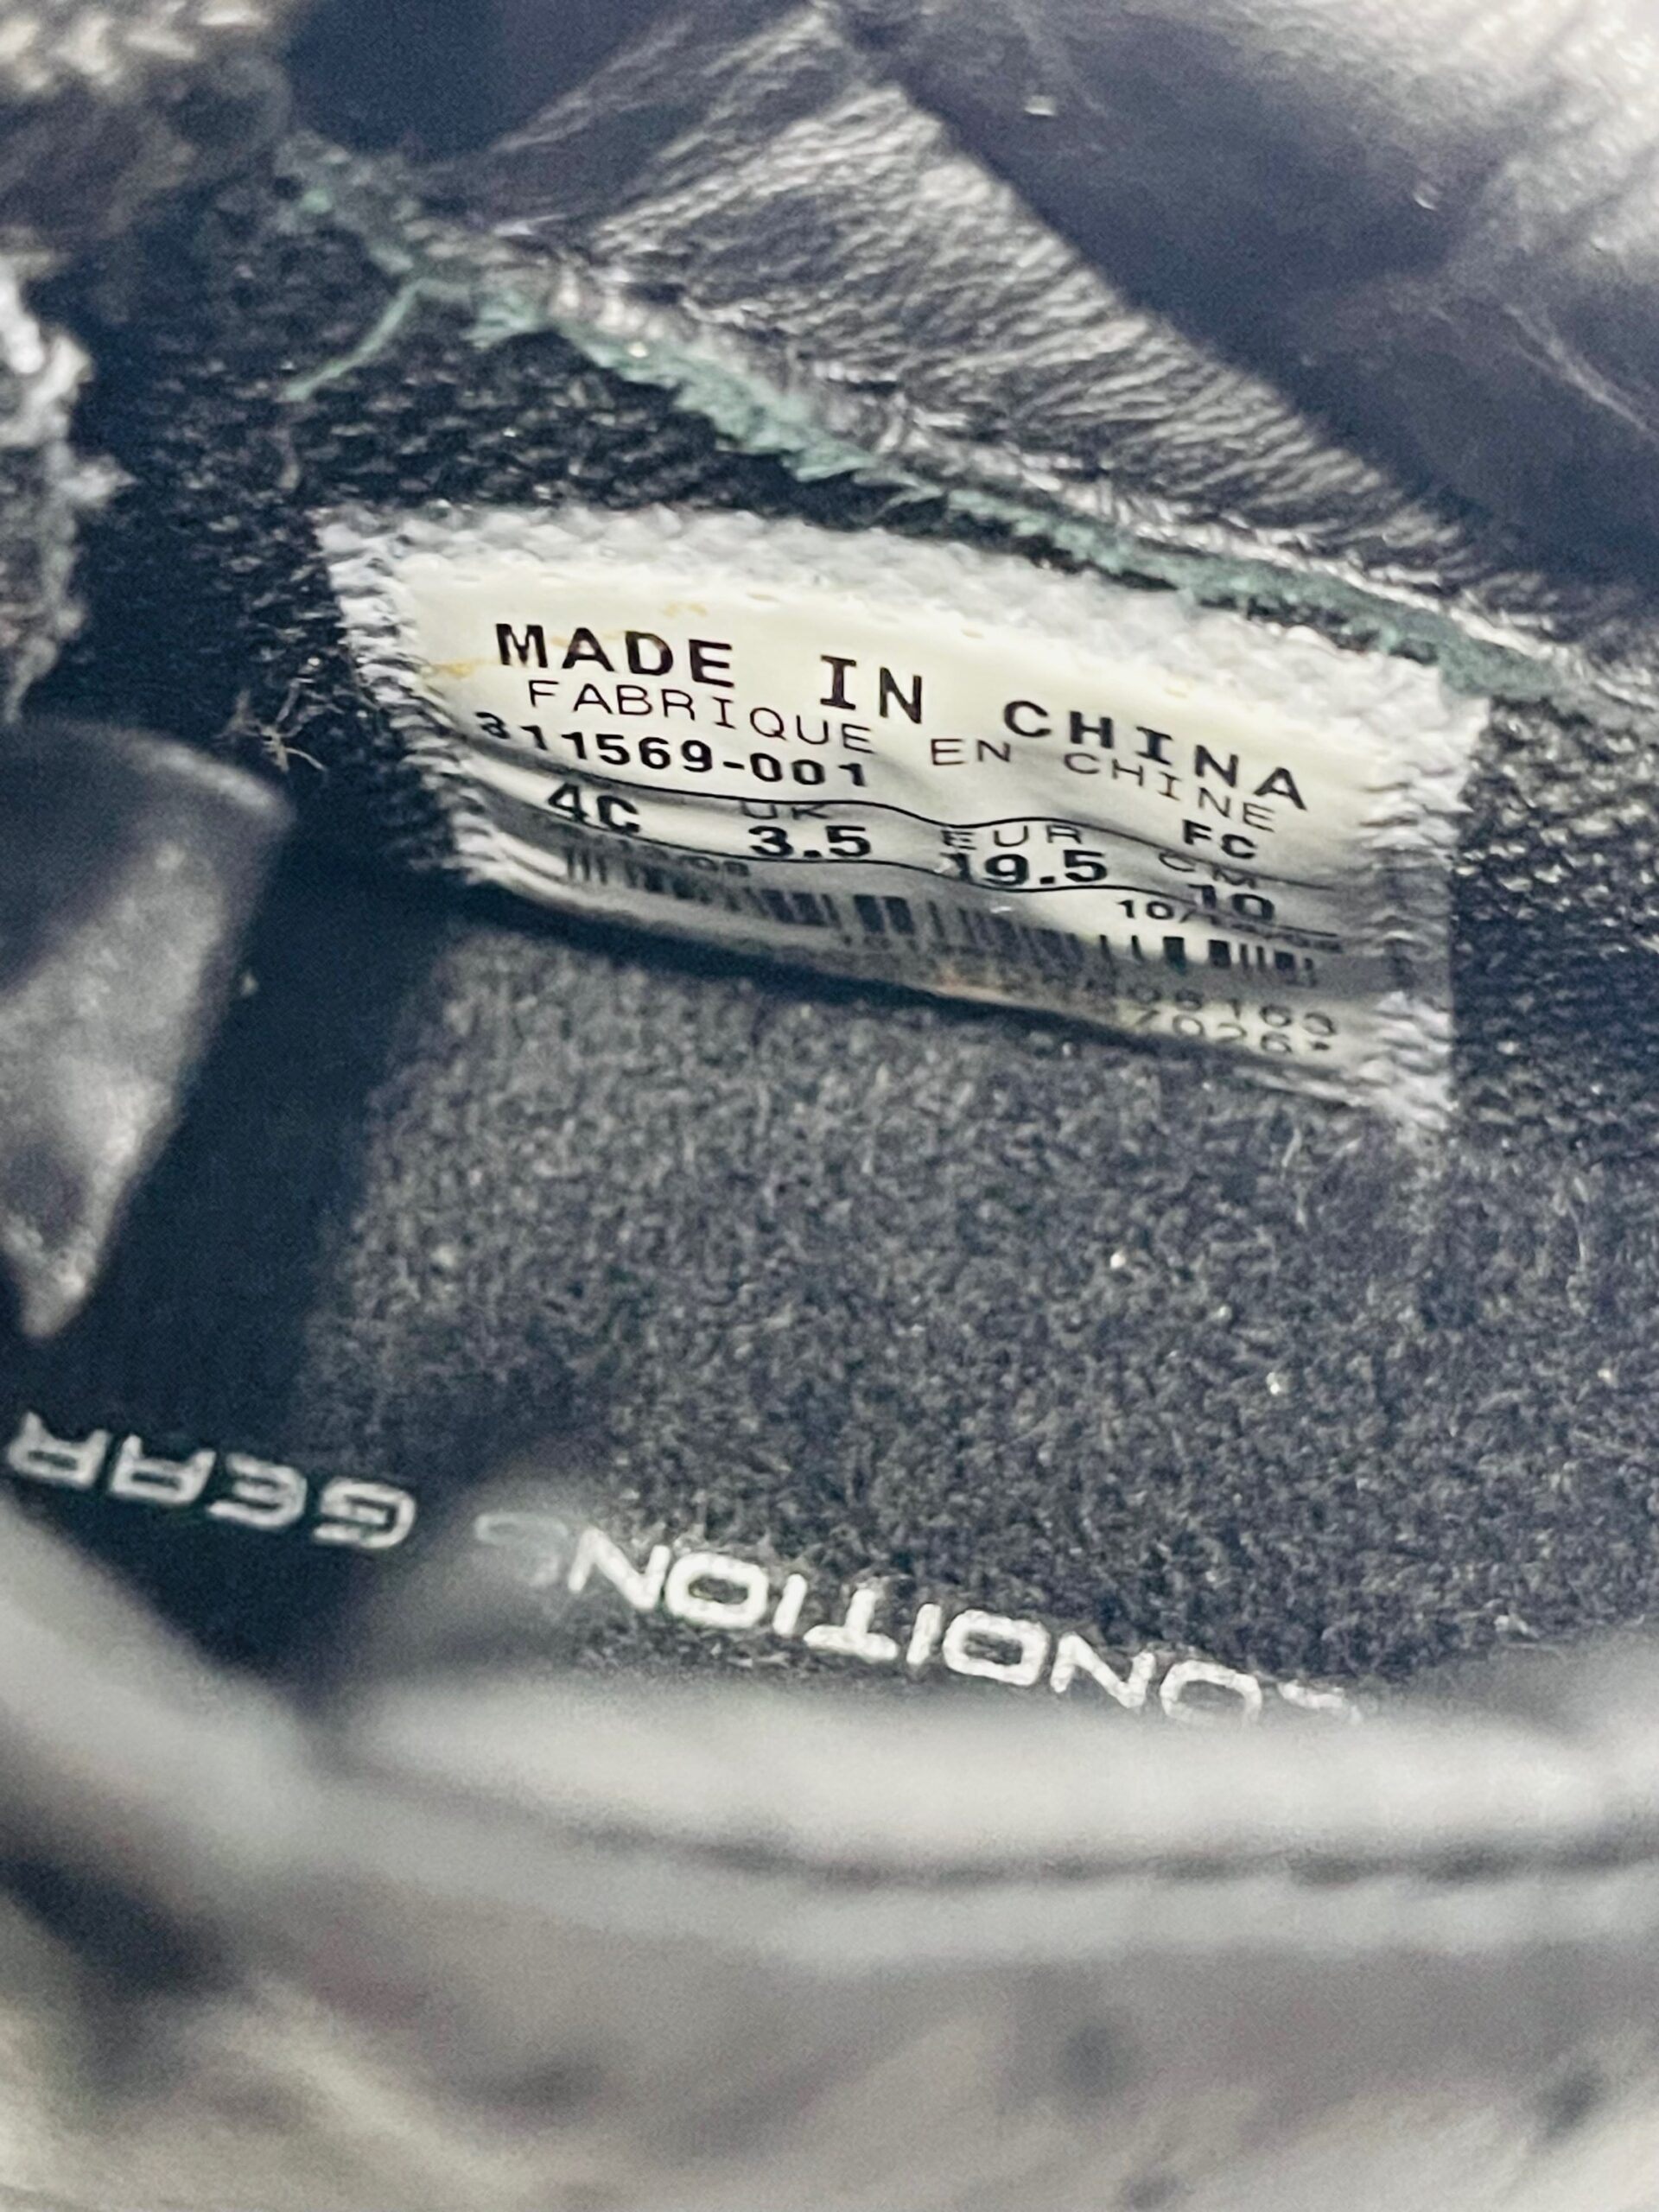 MADE IN CHINA
FABRIQUE EN CHINE
311569-001 FC
UK EUR CM
4C 3.5 19.5 10
CONDITION
GEAR